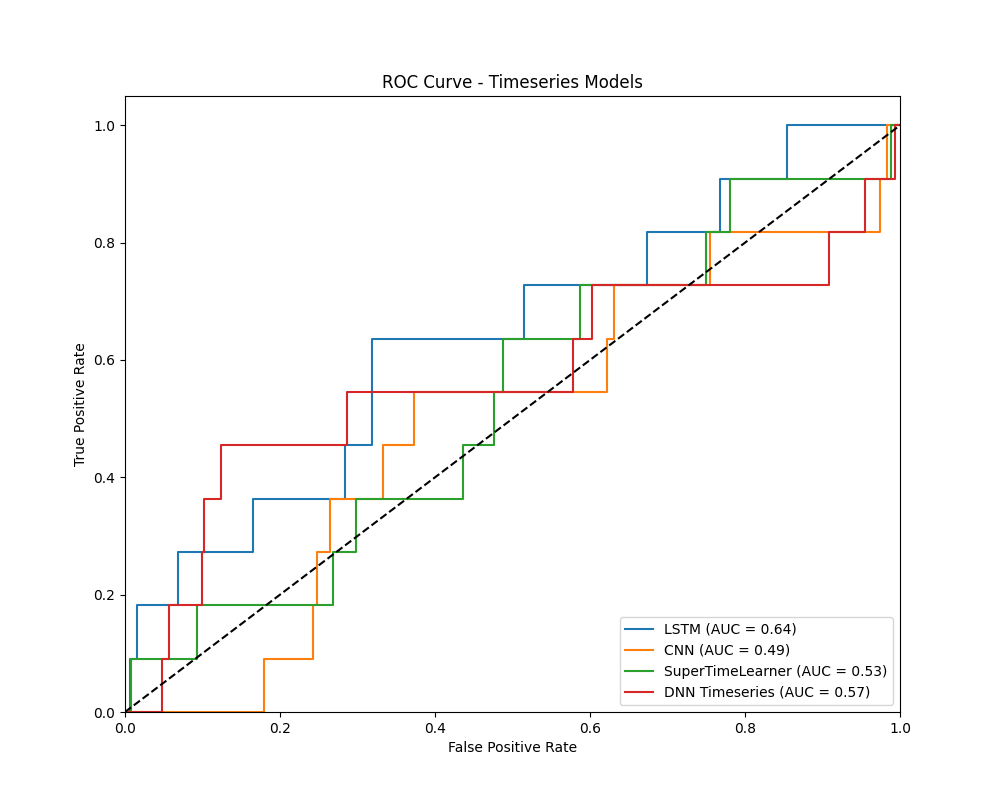 ROC Curve - Timeseries Models
True Positive Rate
1.0
0.8
0.6
0.4
0.2
0.0
LSTM (AUC = 0.64)
CNN (AUC = 0.49)
SuperTimeLearner (AUC = 0.53)
DNN Timeseries (AUC = 0.57)
0.0 0.2 0.4 0.6 0.8 1.0
False Positive Rate